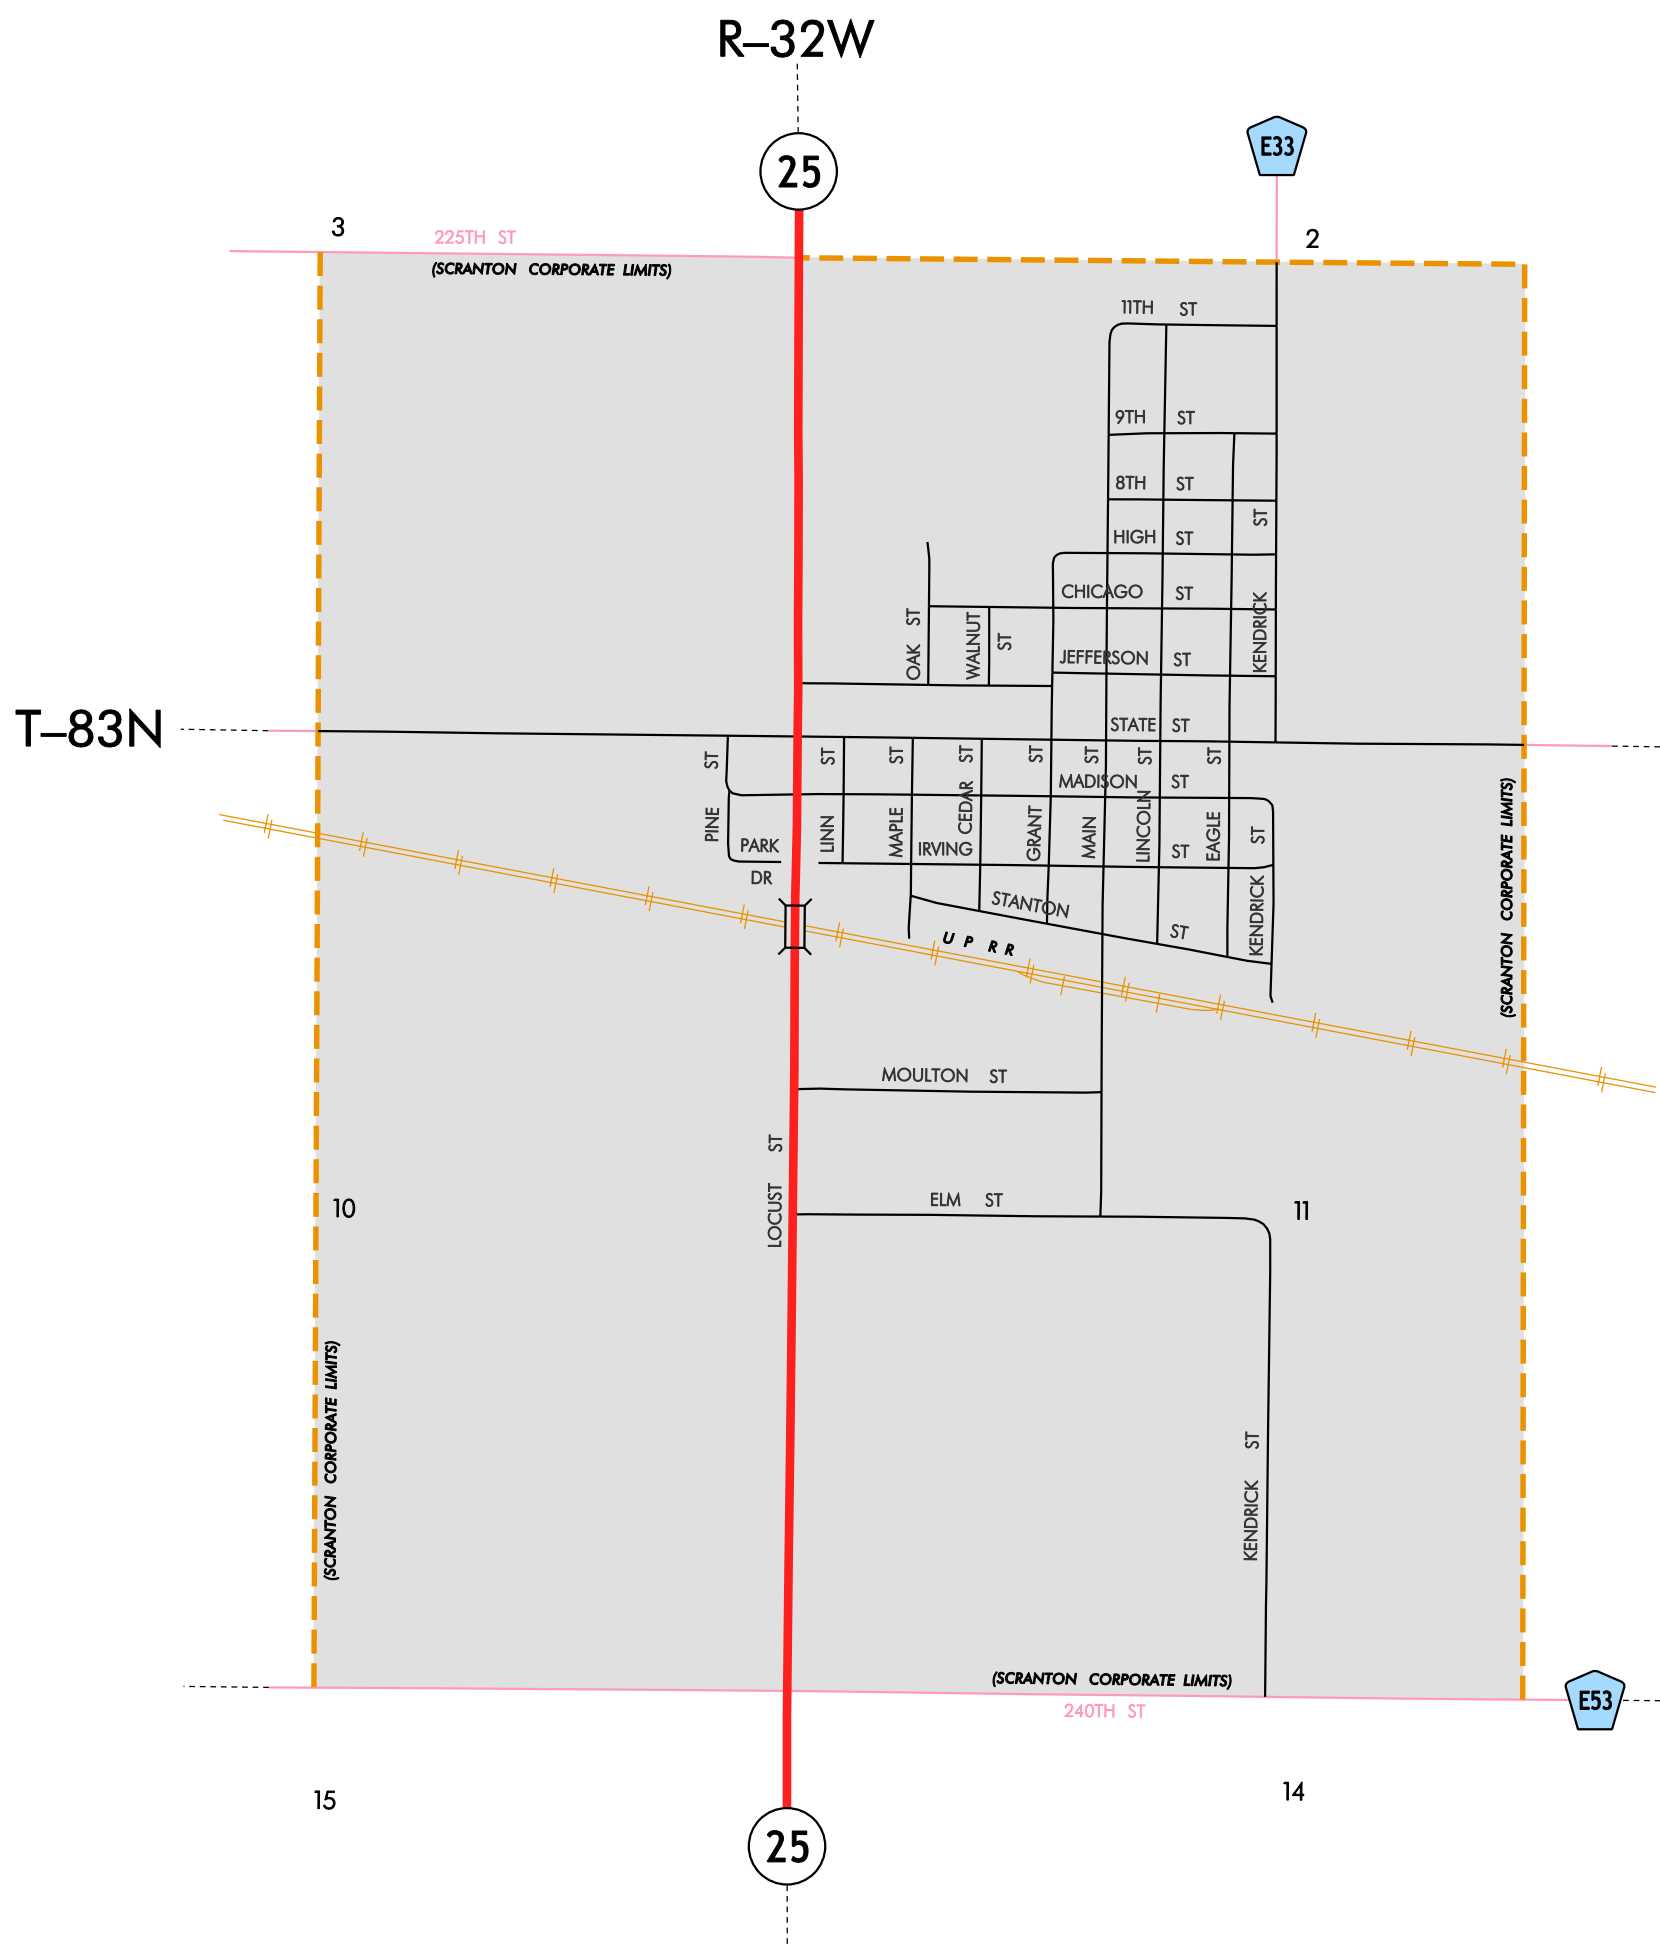 R–32W
25
E33
3
225TH ST
2
(SCRANTON CORPORATE LIMITS)
11TH ST
9TH ST
8TH ST
HIGH ST
KENDRICK ST
CHICAGO ST
OAK ST
WALNUT ST
JEFFERSON ST
T–83N
STATE ST
PINE ST
LINN ST
MAPLE ST
CEDAR ST
GRANT ST
MAIN ST
LINCOLN ST
EAGLE ST
MADISON ST
KENDRICK ST
PARK DR
IRVING ST
STANTON ST
U P R R
(SCRANTON CORPORATE LIMITS)
MOULTON ST
LOCUST ST
ELM ST
10
11
(SCRANTON CORPORATE LIMITS)
KENDRICK ST
(SCRANTON CORPORATE LIMITS)
240TH ST
E53
15
14
25